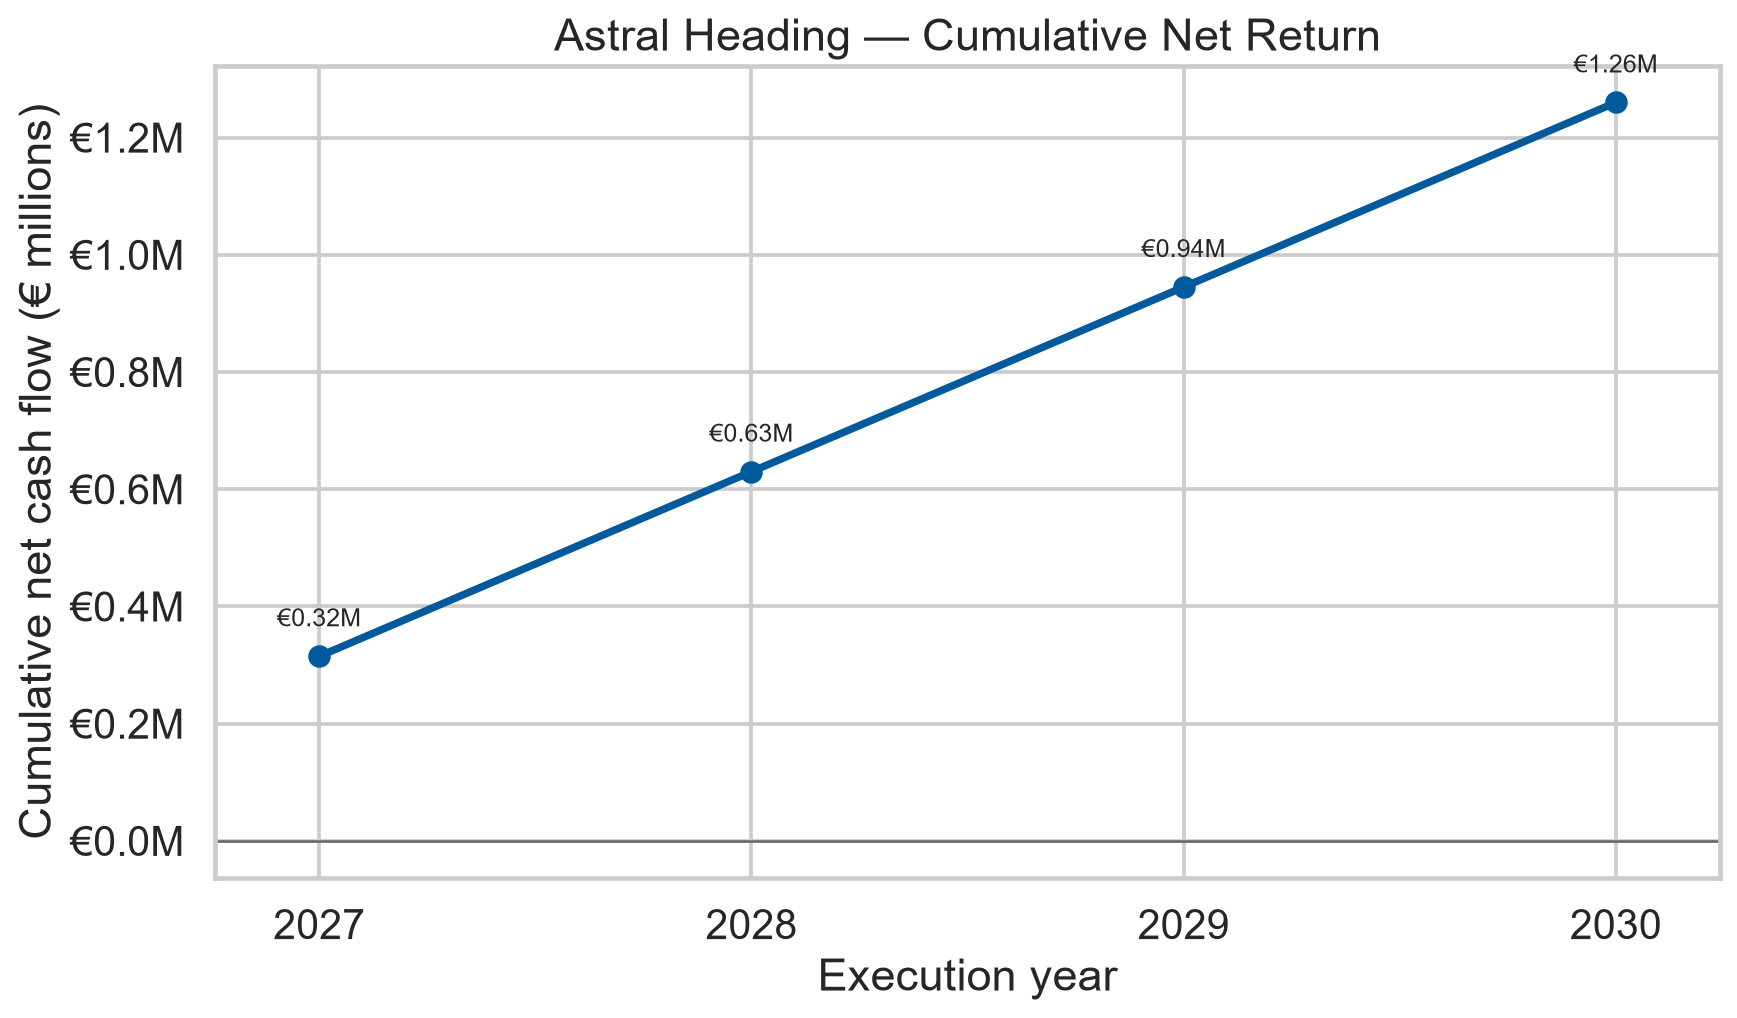 Astral Heading — Cumulative Net Return
Cumulative net cash flow (€ millions)
€1.2M
€1.0M
€0.8M
€0.6M
€0.4M
€0.2M
€0.0M
€0.32M
€0.63M
€0.94M
€1.26M
2027 2028 2029 2030
Execution year